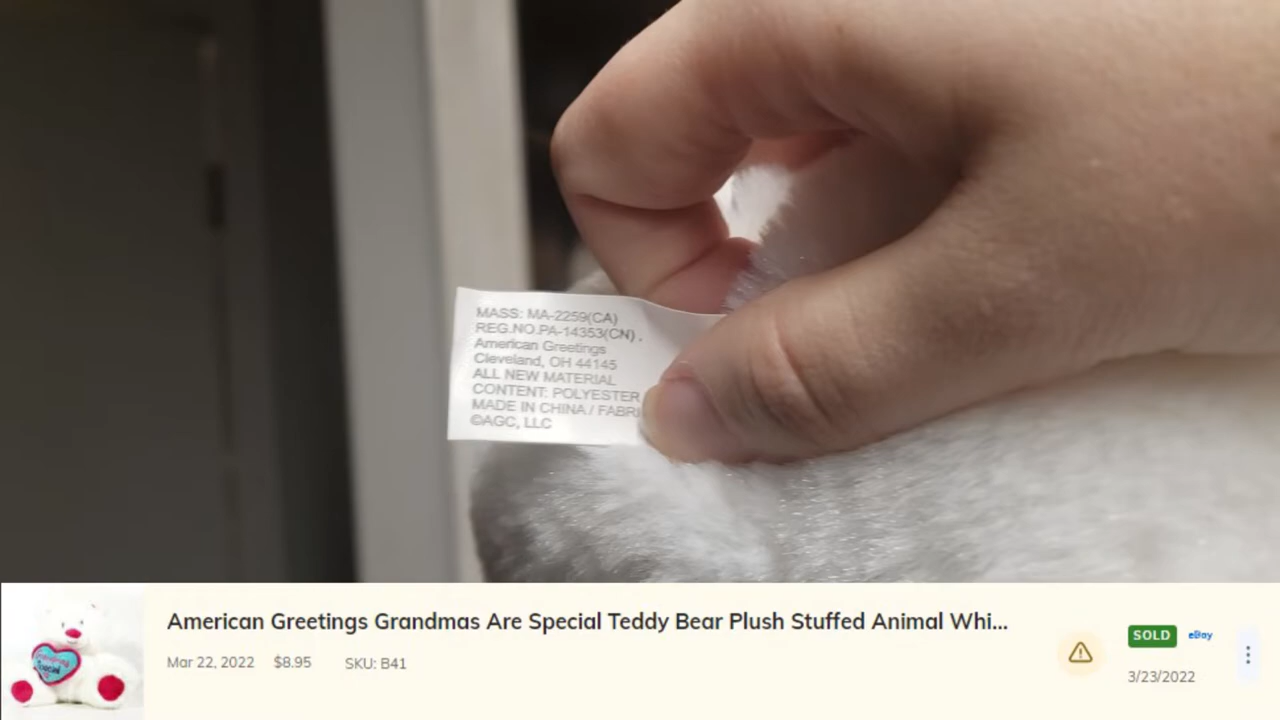 MASS: MA-2259(CA)
REG.NO.PA-14353(CN) .
American Greetings
Cleveland, OH 44145
ALL NEW MATERIAL
CONTENT: POLYESTER
MADE IN CHINA / FABRI
©AGC, LLC
American Greetings Grandmas Are Special Teddy Bear Plush Stuffed Animal Whi...
Mar 22, 2022 $8.95 SKU: B41
SOLD eBay
3/23/2022
Special